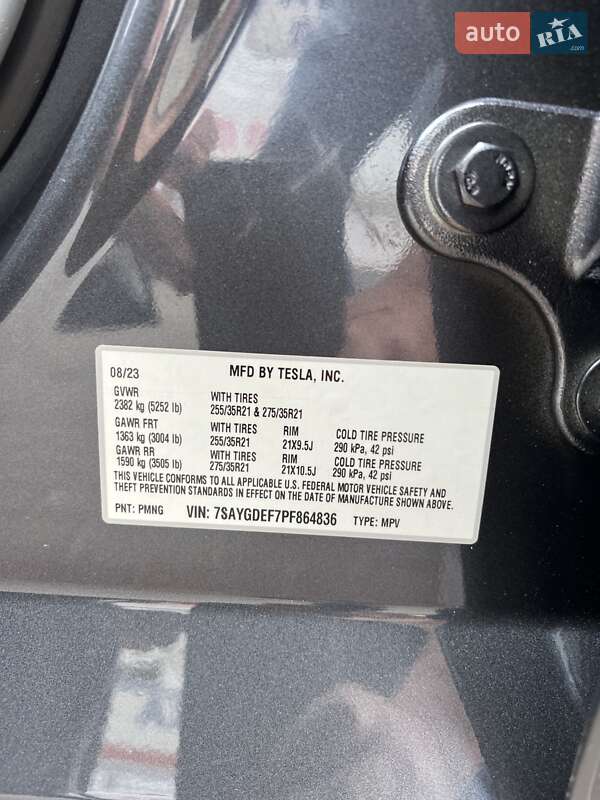 auto RIA .com
08/23 MFD BY TESLA, INC.
GVWR WITH TIRES
2382 kg (5252 lb) 255/35R21 & 275/35R21
GAWR FRT WITH TIRES RIM COLD TIRE PRESSURE
1363 kg (3004 lb) 255/35R21 21X9.5J 290 kPa, 42 psi
GAWR RR WITH TIRES RIM COLD TIRE PRESSURE
1590 kg (3505 lb) 275/35R21 21X10.5J 290 kPa, 42 psi
THIS VEHICLE CONFORMS TO ALL APPLICABLE U.S. FEDERAL MOTOR VEHICLE SAFETY AND
THEFT PREVENTION STANDARDS IN EFFECT ON THE DATE OF MANUFACTURE SHOWN ABOVE.
PNT: PMNG VIN: 7SAYGDEF7PF864836 TYPE: MPV